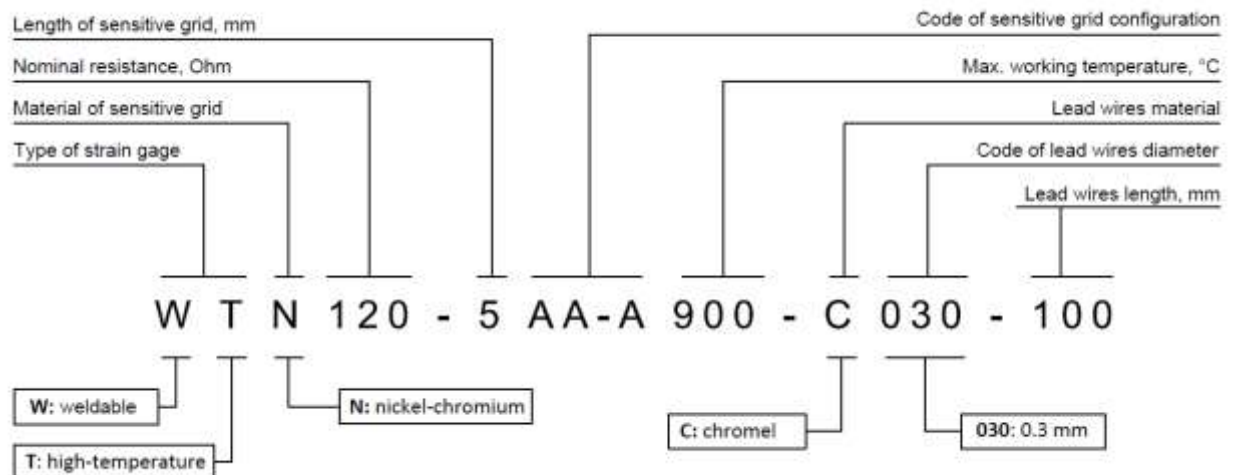 Length of sensitive grid, mm
Code of sensitive grid configuration
Nominal resistance, Ohm
Max. working temperature, °C
Material of sensitive grid
Lead wires material
Type of strain gage
Code of lead wires diameter
Lead wires length, mm
W T N 120 - 5 AA-A 900 - C 030 - 100
W: weldable
N: nickel-chromium
C: chromel
030: 0.3 mm
T: high-temperature